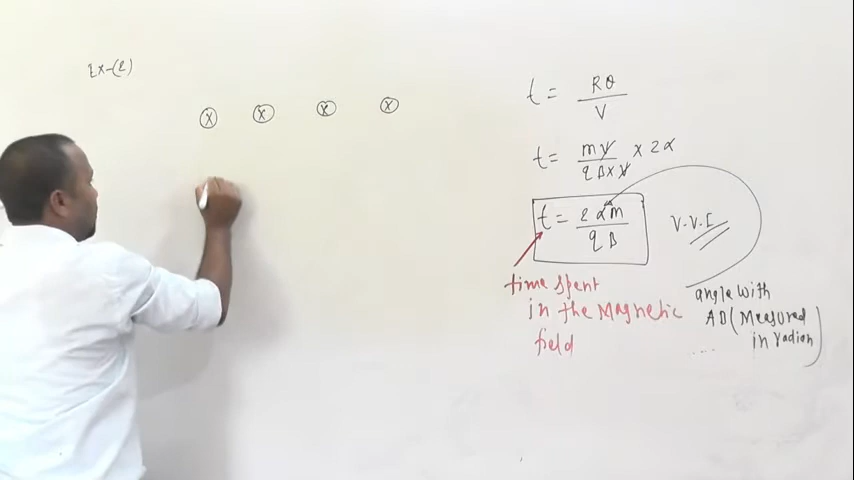 Ex-(2)
ⓧ ⓧ ⓧ ⓧ
t = Rθ / V
t = mv / qB×v × 2α
t = 2αm / qB
V.V.I
time spent
in the Magnetic
field
angle with
AD (Measured
in radian)
....